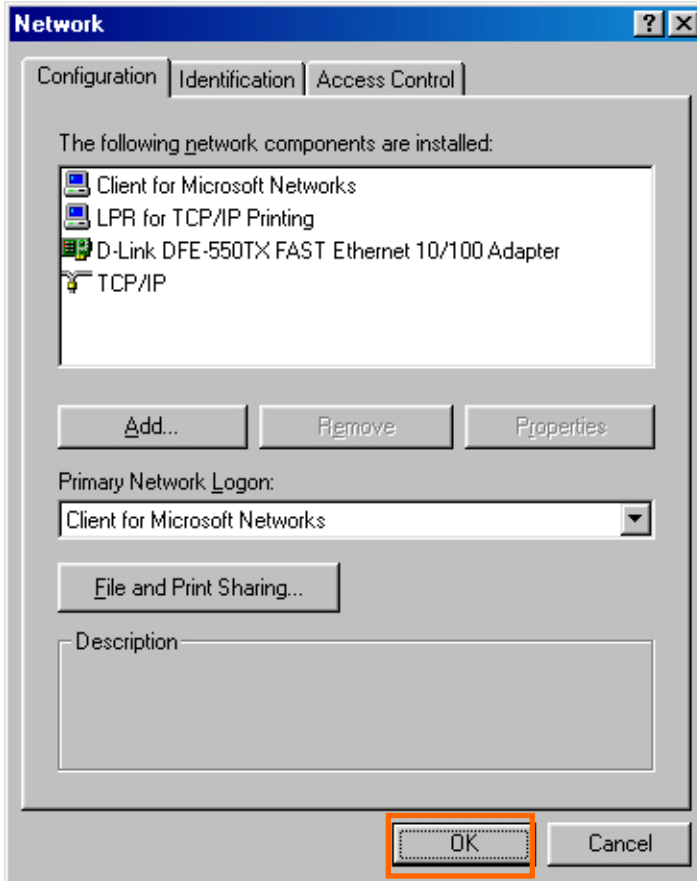 Network
Configuration Identification Access Control
The following network components are installed:
Client for Microsoft Networks
LPR for TCP/IP Printing
D-Link DFE-550TX FAST Ethernet 10/100 Adapter
TCP/IP
Add... Remove Properties
Primary Network Logon:
Client for Microsoft Networks
File and Print Sharing...
Description
OK Cancel